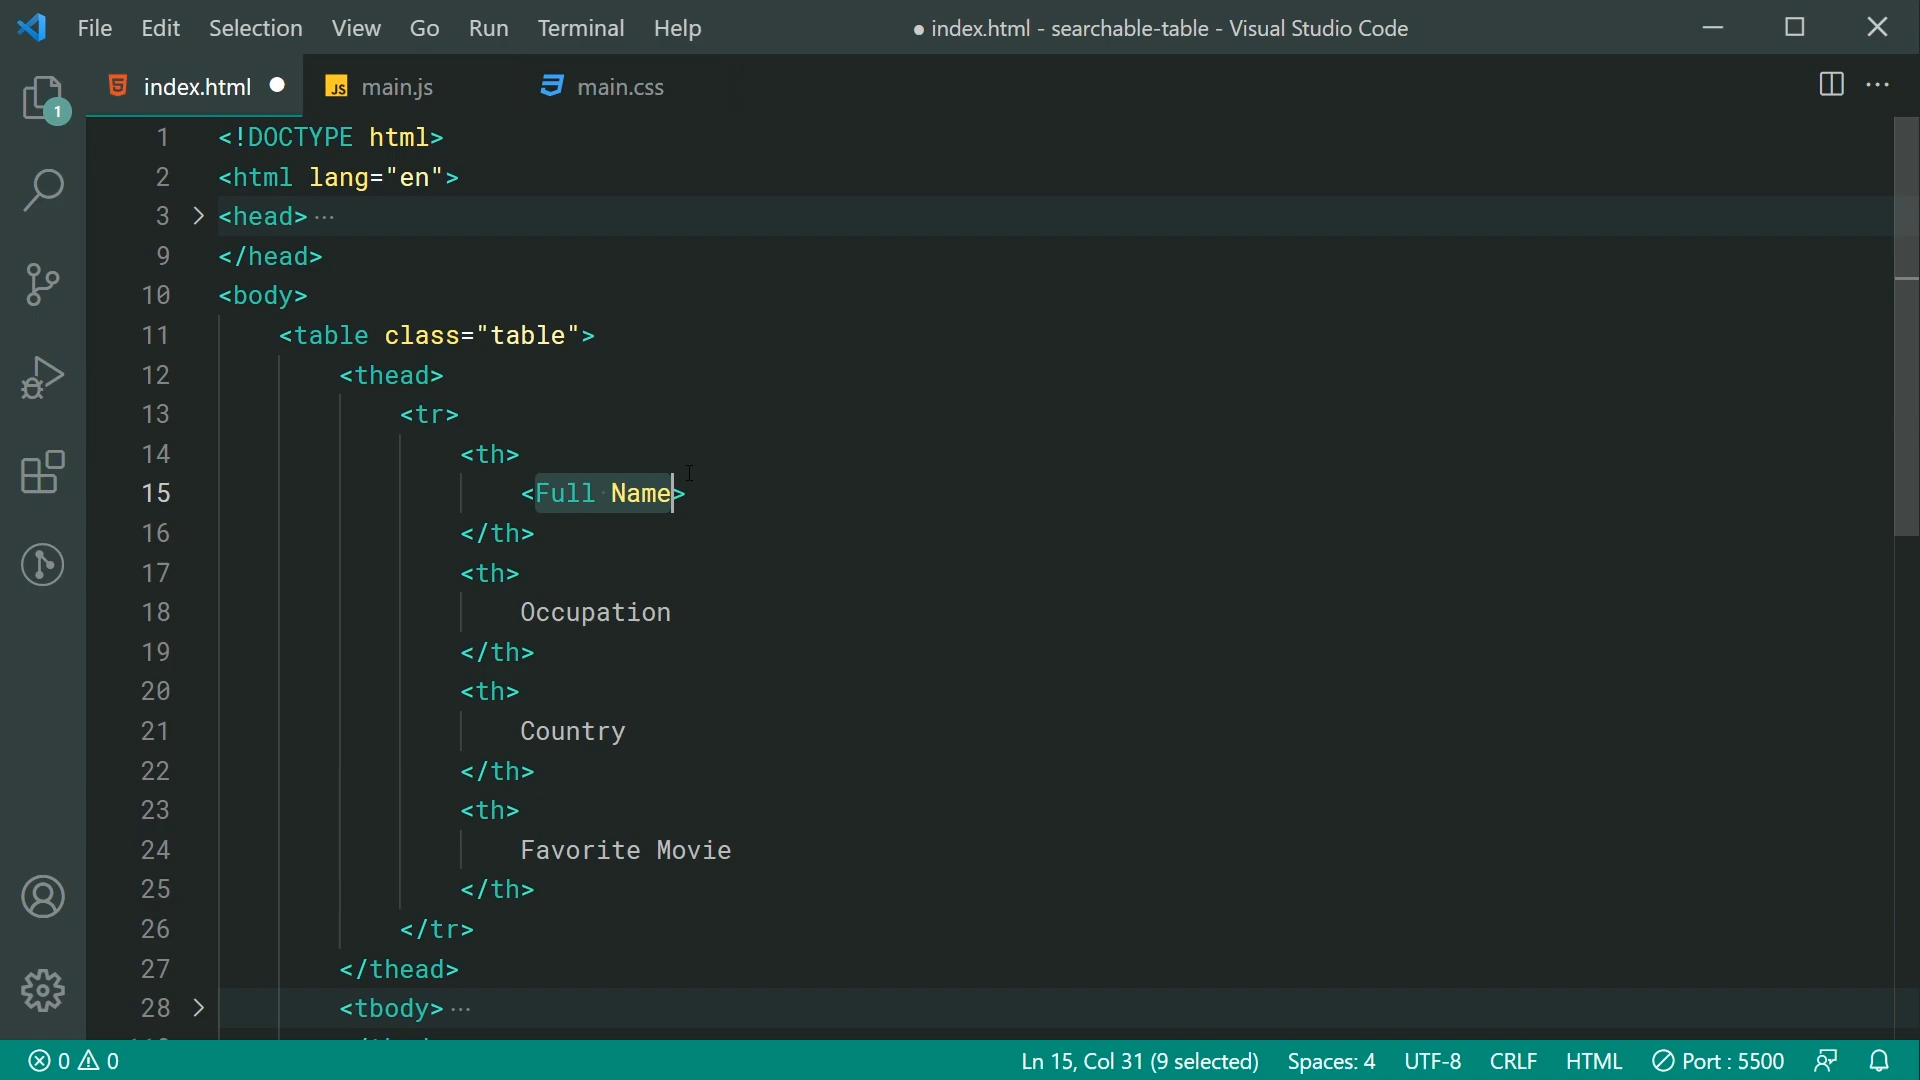 File Edit Selection View Go Run Terminal Help ● index.html - searchable-table - Visual Studio Code
index.html ● JS main.js main.css
1
1 <!DOCTYPE html>
2 <html lang="en">
3 <head>···
9 </head>
10 <body>
11 <table class="table">
12 <thead>
13 <tr>
14 <th>
15 <Full·Name>
16 </th>
17 <th>
18 Occupation
19 </th>
20 <th>
21 Country
22 </th>
23 <th>
24 Favorite Movie
25 </th>
26 </tr>
27 </thead>
28 <tbody>···
0 0 Ln 15, Col 31 (9 selected) Spaces: 4 UTF-8 CRLF HTML Port : 5500